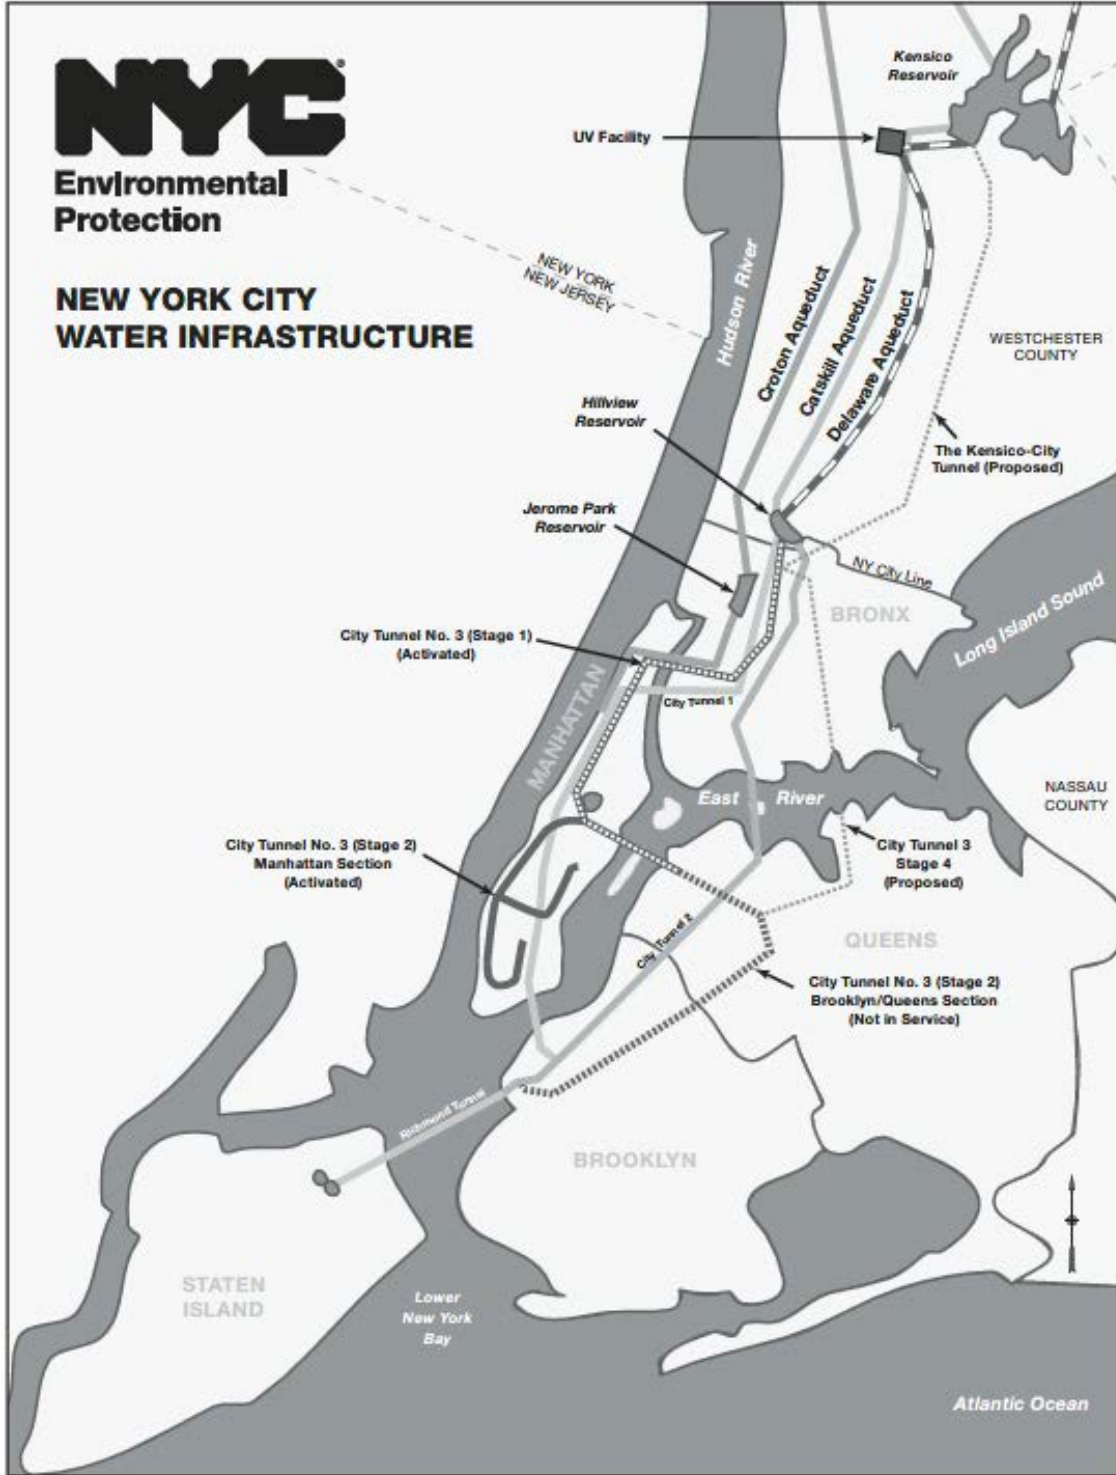 NYC
Environmental
Protection
NEW YORK CITY
WATER INFRASTRUCTURE
Kensico
Reservoir
UV Facility
NEW YORK
NEW JERSEY
Hudson River
Croton Aqueduct
Catskill Aqueduct
Delaware Aqueduct
WESTCHESTER
COUNTY
Hillview
Reservoir
The Kensico-City
Tunnel (Proposed)
Jerome Park
Reservoir
NY City Line
BRONX
Long Island Sound
City Tunnel No. 3 (Stage 1)
(Activated)
MANHATTAN
City Tunnel 1
East River
NASSAU
COUNTY
City Tunnel No. 3 (Stage 2)
Manhattan Section
(Activated)
City Tunnel 3
Stage 4
(Proposed)
City Tunnel 2
QUEENS
City Tunnel No. 3 (Stage 2)
Brooklyn/Queens Section
(Not in Service)
Richmond Tunnel
BROOKLYN
STATEN
ISLAND
Lower
New York
Bay
Atlantic Ocean